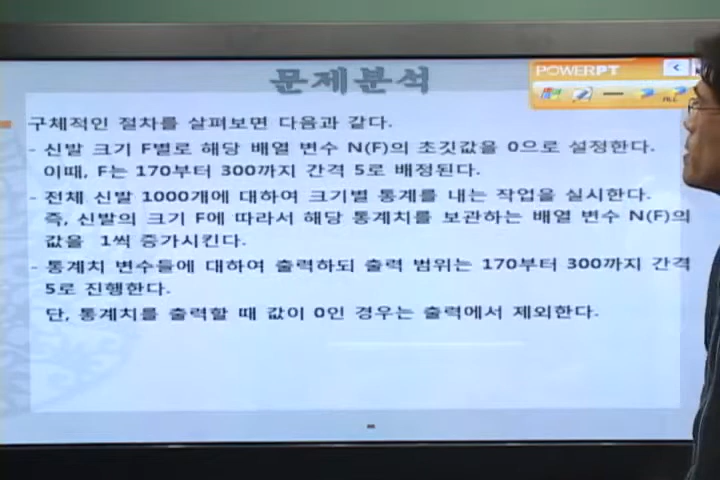 문제분석
POWERPT
구체적인 절차를 살펴보면 다음과 같다.
- 신발 크기 F별로 해당 배열 변수 N(F)의 초깃값을 0으로 설정한다.
이때, F는 170부터 300까지 간격 5로 배정된다.
- 전체 신발 1000개에 대하여 크기별 통계를 내는 작업을 실시한다.
즉, 신발의 크기 F에 따라서 해당 통계치를 보관하는 배열 변수 N(F)의
값을 1씩 증가시킨다.
- 통계치 변수들에 대하여 출력하되 출력 범위는 170부터 300까지 간격
5로 진행한다.
단, 통계치를 출력할 때 값이 0인 경우는 출력에서 제외한다.